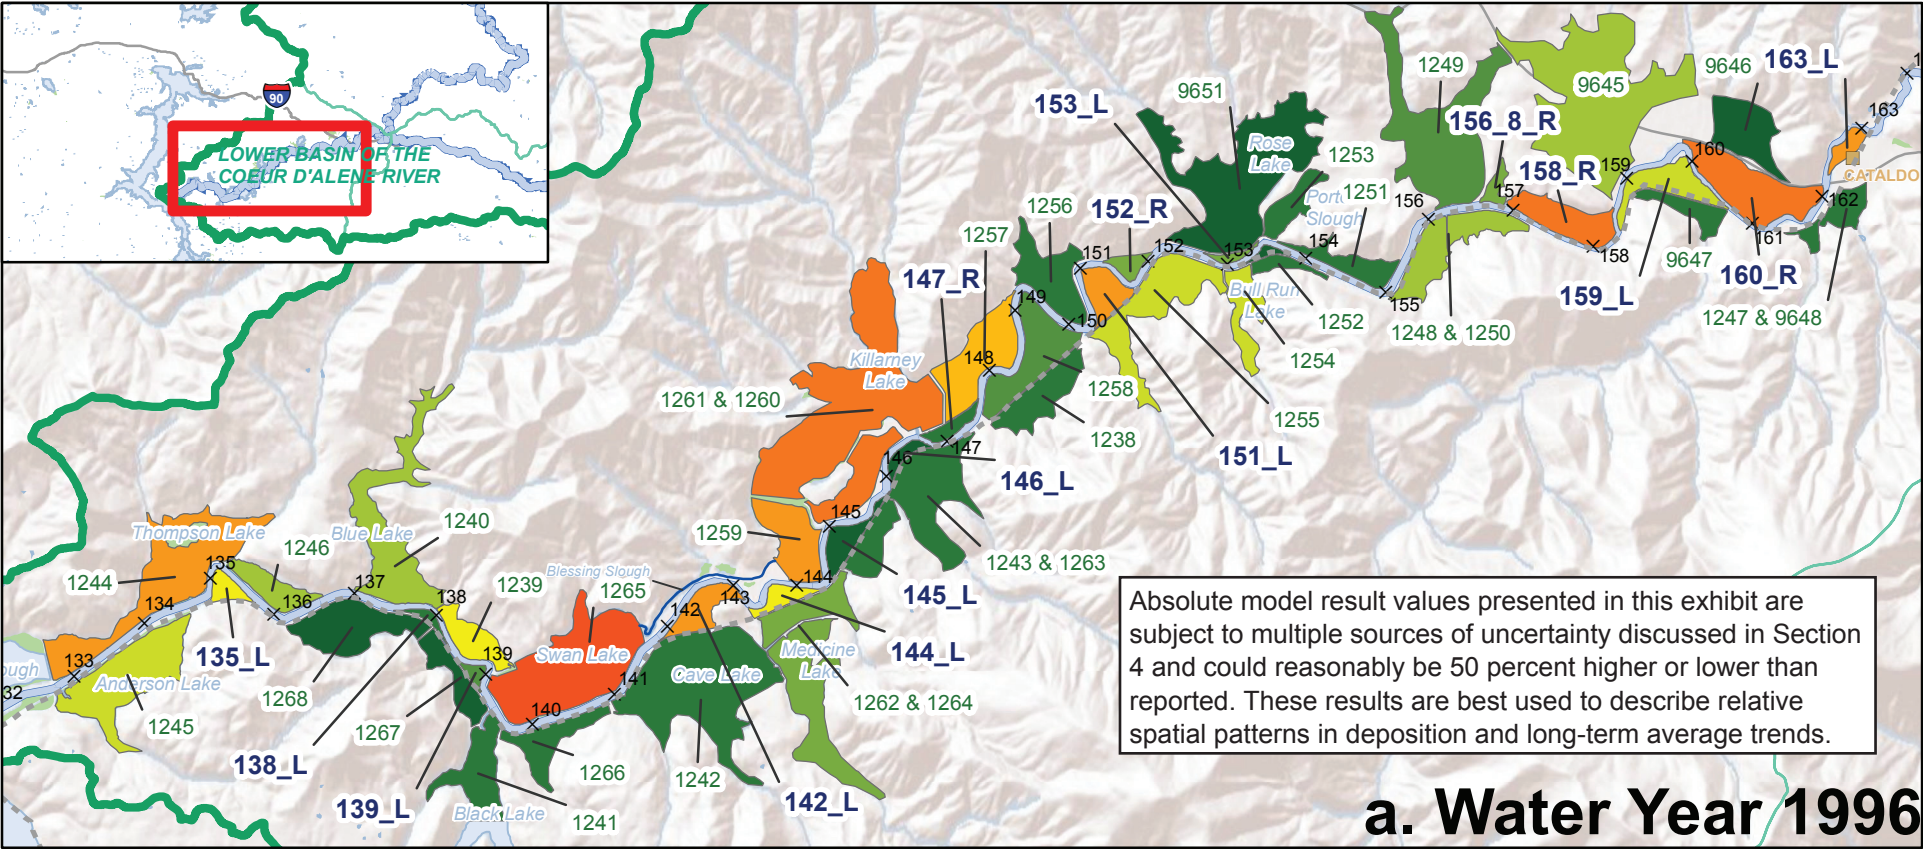 90
LOWER BASIN OF THE
COEUR D'ALENE RIVER
1249
9645
9646
163_L
163
1
9651
153_L
156_8_R
Rose
Lake
1253
1251
Slough
158_R
159
160
CATALDO
162
161
9647
160_R
1247 & 9648
159_L
158
157
156
155
1248 & 1250
154
153
152
152_R
151
1256
1257
147_R
149
150
148
Bull Run
Lake
1252
1254
1255
1258
1238
151_L
Killarney
Lake
1261 & 1260
147
146
146_L
145
1259
1243 & 1263
145_L
144
144_L
Thompson Lake
1244
135
1246
Blue Lake
1240
137
136
134
133
32
ough
135_L
Anderson Lake
1245
1268
138
1239
139
1267
138_L
139_L
Blessing Slough
1265
Swan Lake
142
143
141
140
Cave Lake
Medicine
Lake
1262 & 1264
1266
1242
142_L
Black Lake
1241
Absolute model result values presented in this exhibit are
subject to multiple sources of uncertainty discussed in Section
4 and could reasonably be 50 percent higher or lower than
reported. These results are best used to describe relative
spatial patterns in deposition and long-term average trends.
a. Water Year 1996